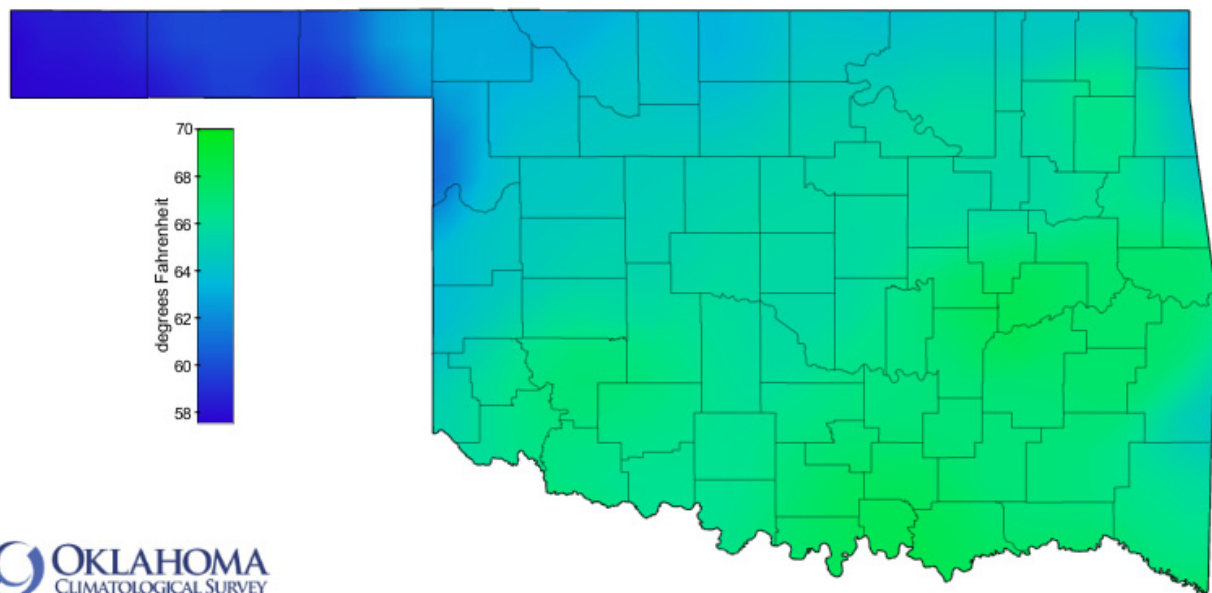 70
68
66
64
62
60
58
degrees Fahrenheit
OKLAHOMA
CLIMATOLOGICAL SURVEY